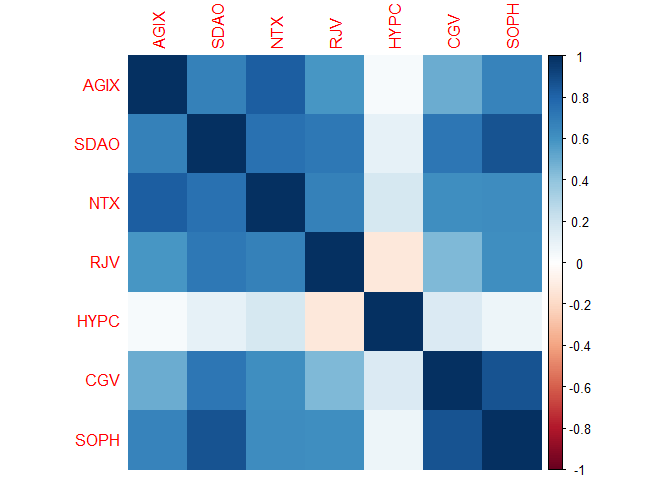 AGIX
SDAO
NTX
RJV
HYPC
CGV
SOPH
AGIX
SDAO
NTX
RJV
HYPC
CGV
SOPH
1
0.8
0.6
0.4
0.2
0
-0.2
-0.4
-0.6
-0.8
-1